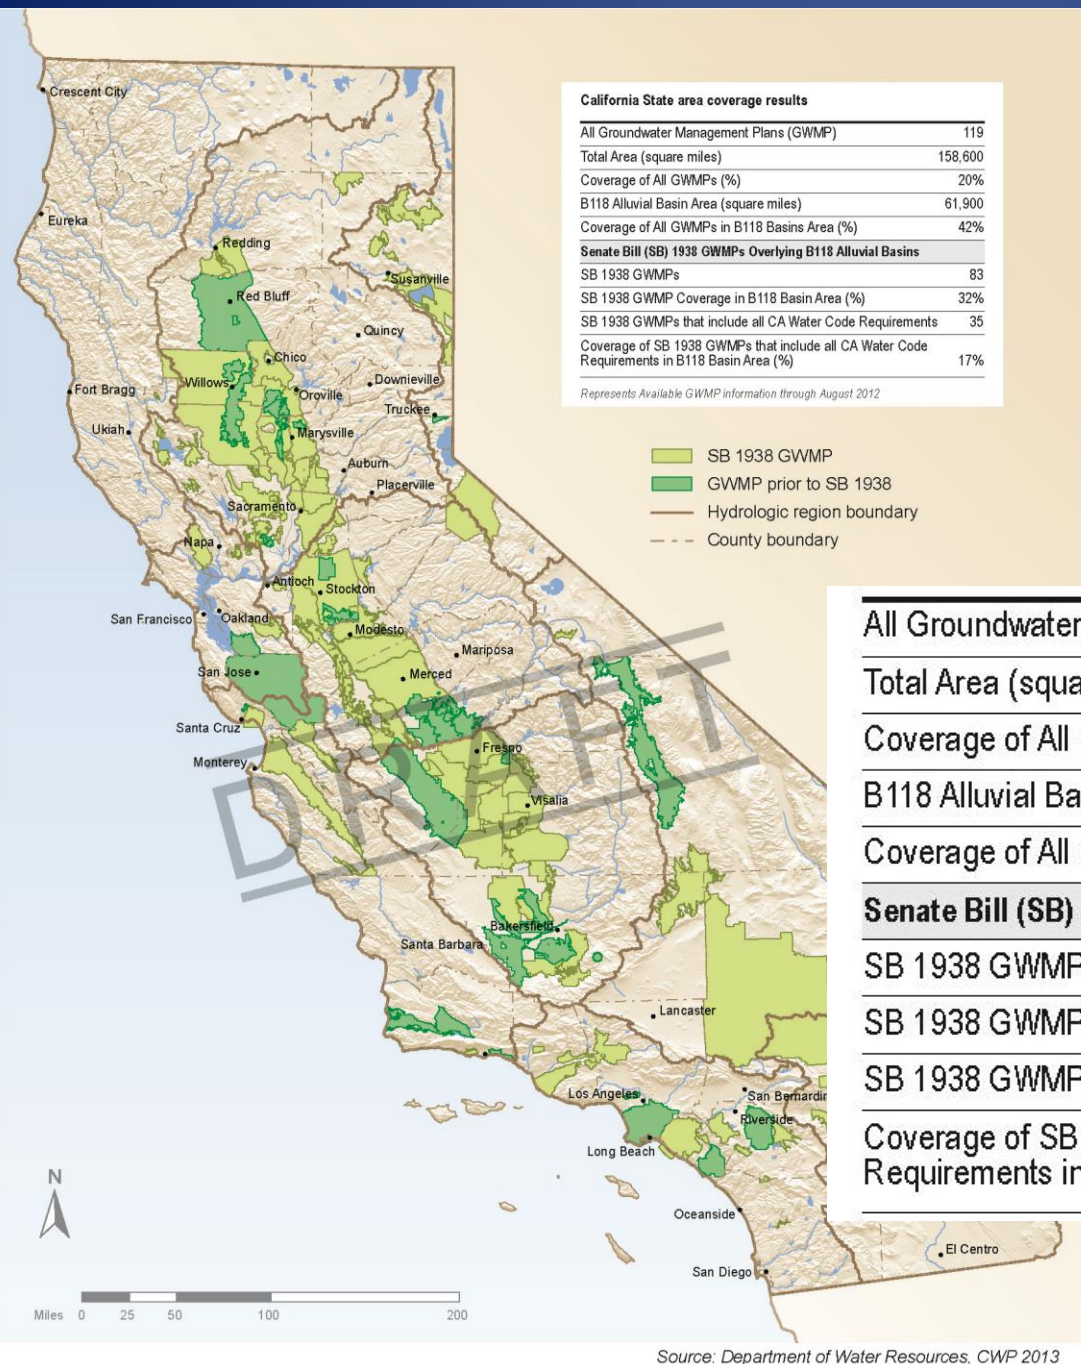 California State area coverage results
All Groundwater Management Plans (GWMP) 119
Total Area (square miles) 158,600
Coverage of All GWMPs (%) 20%
B118 Alluvial Basin Area (square miles) 61,900
Coverage of All GWMPs in B118 Basins Area (%) 42%
Senate Bill (SB) 1938 GWMPs Overlying B118 Alluvial Basins
SB 1938 GWMPs 83
SB 1938 GWMP Coverage in B118 Basin Area (%) 32%
SB 1938 GWMPs that include all CA Water Code Requirements 35
Coverage of SB 1938 GWMPs that include all CA Water Code
Requirements in B118 Basin Area (%) 17%
Represents Available GWMP information through August 2012
SB 1938 GWMP
GWMP prior to SB 1938
Hydrologic region boundary
County boundary
Crescent City
Eureka
Redding
Susanville
Red Bluff
Quincy
Chico
Fort Bragg
Willows
Downieville
Oroville
Truckee
Ukiah
Marysville
Auburn
Placerville
Sacramento
Napa
Antioch
Stockton
San Francisco
Oakland
Modesto
Mariposa
San Jose
Merced
Santa Cruz
Fresno
Monterey
Visalia
DRAFT
Bakersfield
Santa Barbara
Lancaster
Los Angeles
San Bernardin
Riverside
Long Beach
Oceanside
San Diego
El Centro
All Groundwater
Total Area (squa
Coverage of All
B118 Alluvial Ba
Coverage of All
Senate Bill (SB)
SB 1938 GWMP
SB 1938 GWMP
SB 1938 GWMP
Coverage of SB
Requirements in
N
Miles 0 25 50 100 200
Source: Department of Water Resources, CWP 2013